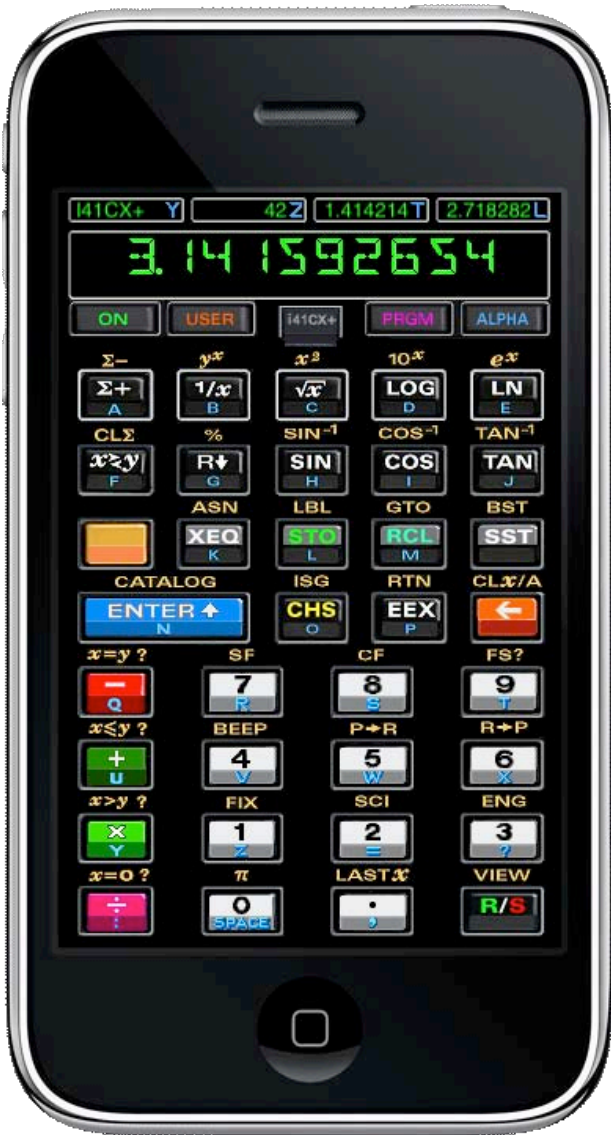 I41CX+ Y 42 Z 1.414214 T 2.718282 L
3.141592654
ON USER i41CX+ PRGM ALPHA
Σ− yˣ x² 10ˣ eˣ
Σ+ 1/x √x LOG LN
A B C D E
CLΣ % SIN⁻¹ COS⁻¹ TAN⁻¹
x≷y R↓ SIN COS TAN
F G H I J
ASN LBL GTO BST
XEQ STO RCL SST
K L M
CATALOG ISG RTN CLx/A
ENTER↑ CHS EEX ←
N O P
x=y ? SF CF FS?
− 7 8 9
Q R S T
x≤y ? BEEP P→R R→P
+ 4 5 6
U V W X
x>y ? FIX SCI ENG
× 1 2 3
Y Z = ?
x=0 ? π LASTx VIEW
÷ 0 . R/S
: SPACE ,